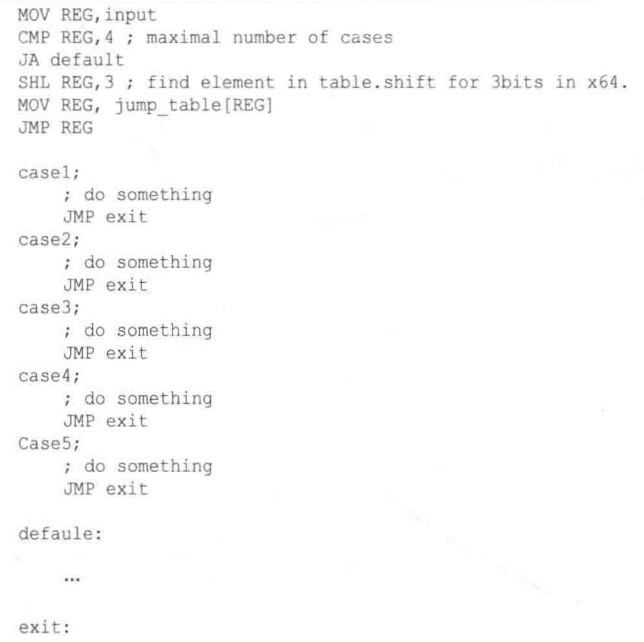 MOV REG,input
CMP REG,4 ; maximal number of cases
JA default
SHL REG,3 ; find element in table.shift for 3bits in x64.
MOV REG, jump_table[REG]
JMP REG
case1;
; do something
JMP exit
case2;
; do something
JMP exit
case3;
; do something
JMP exit
case4;
; do something
JMP exit
Case5;
; do something
JMP exit
defaule:
…
exit: